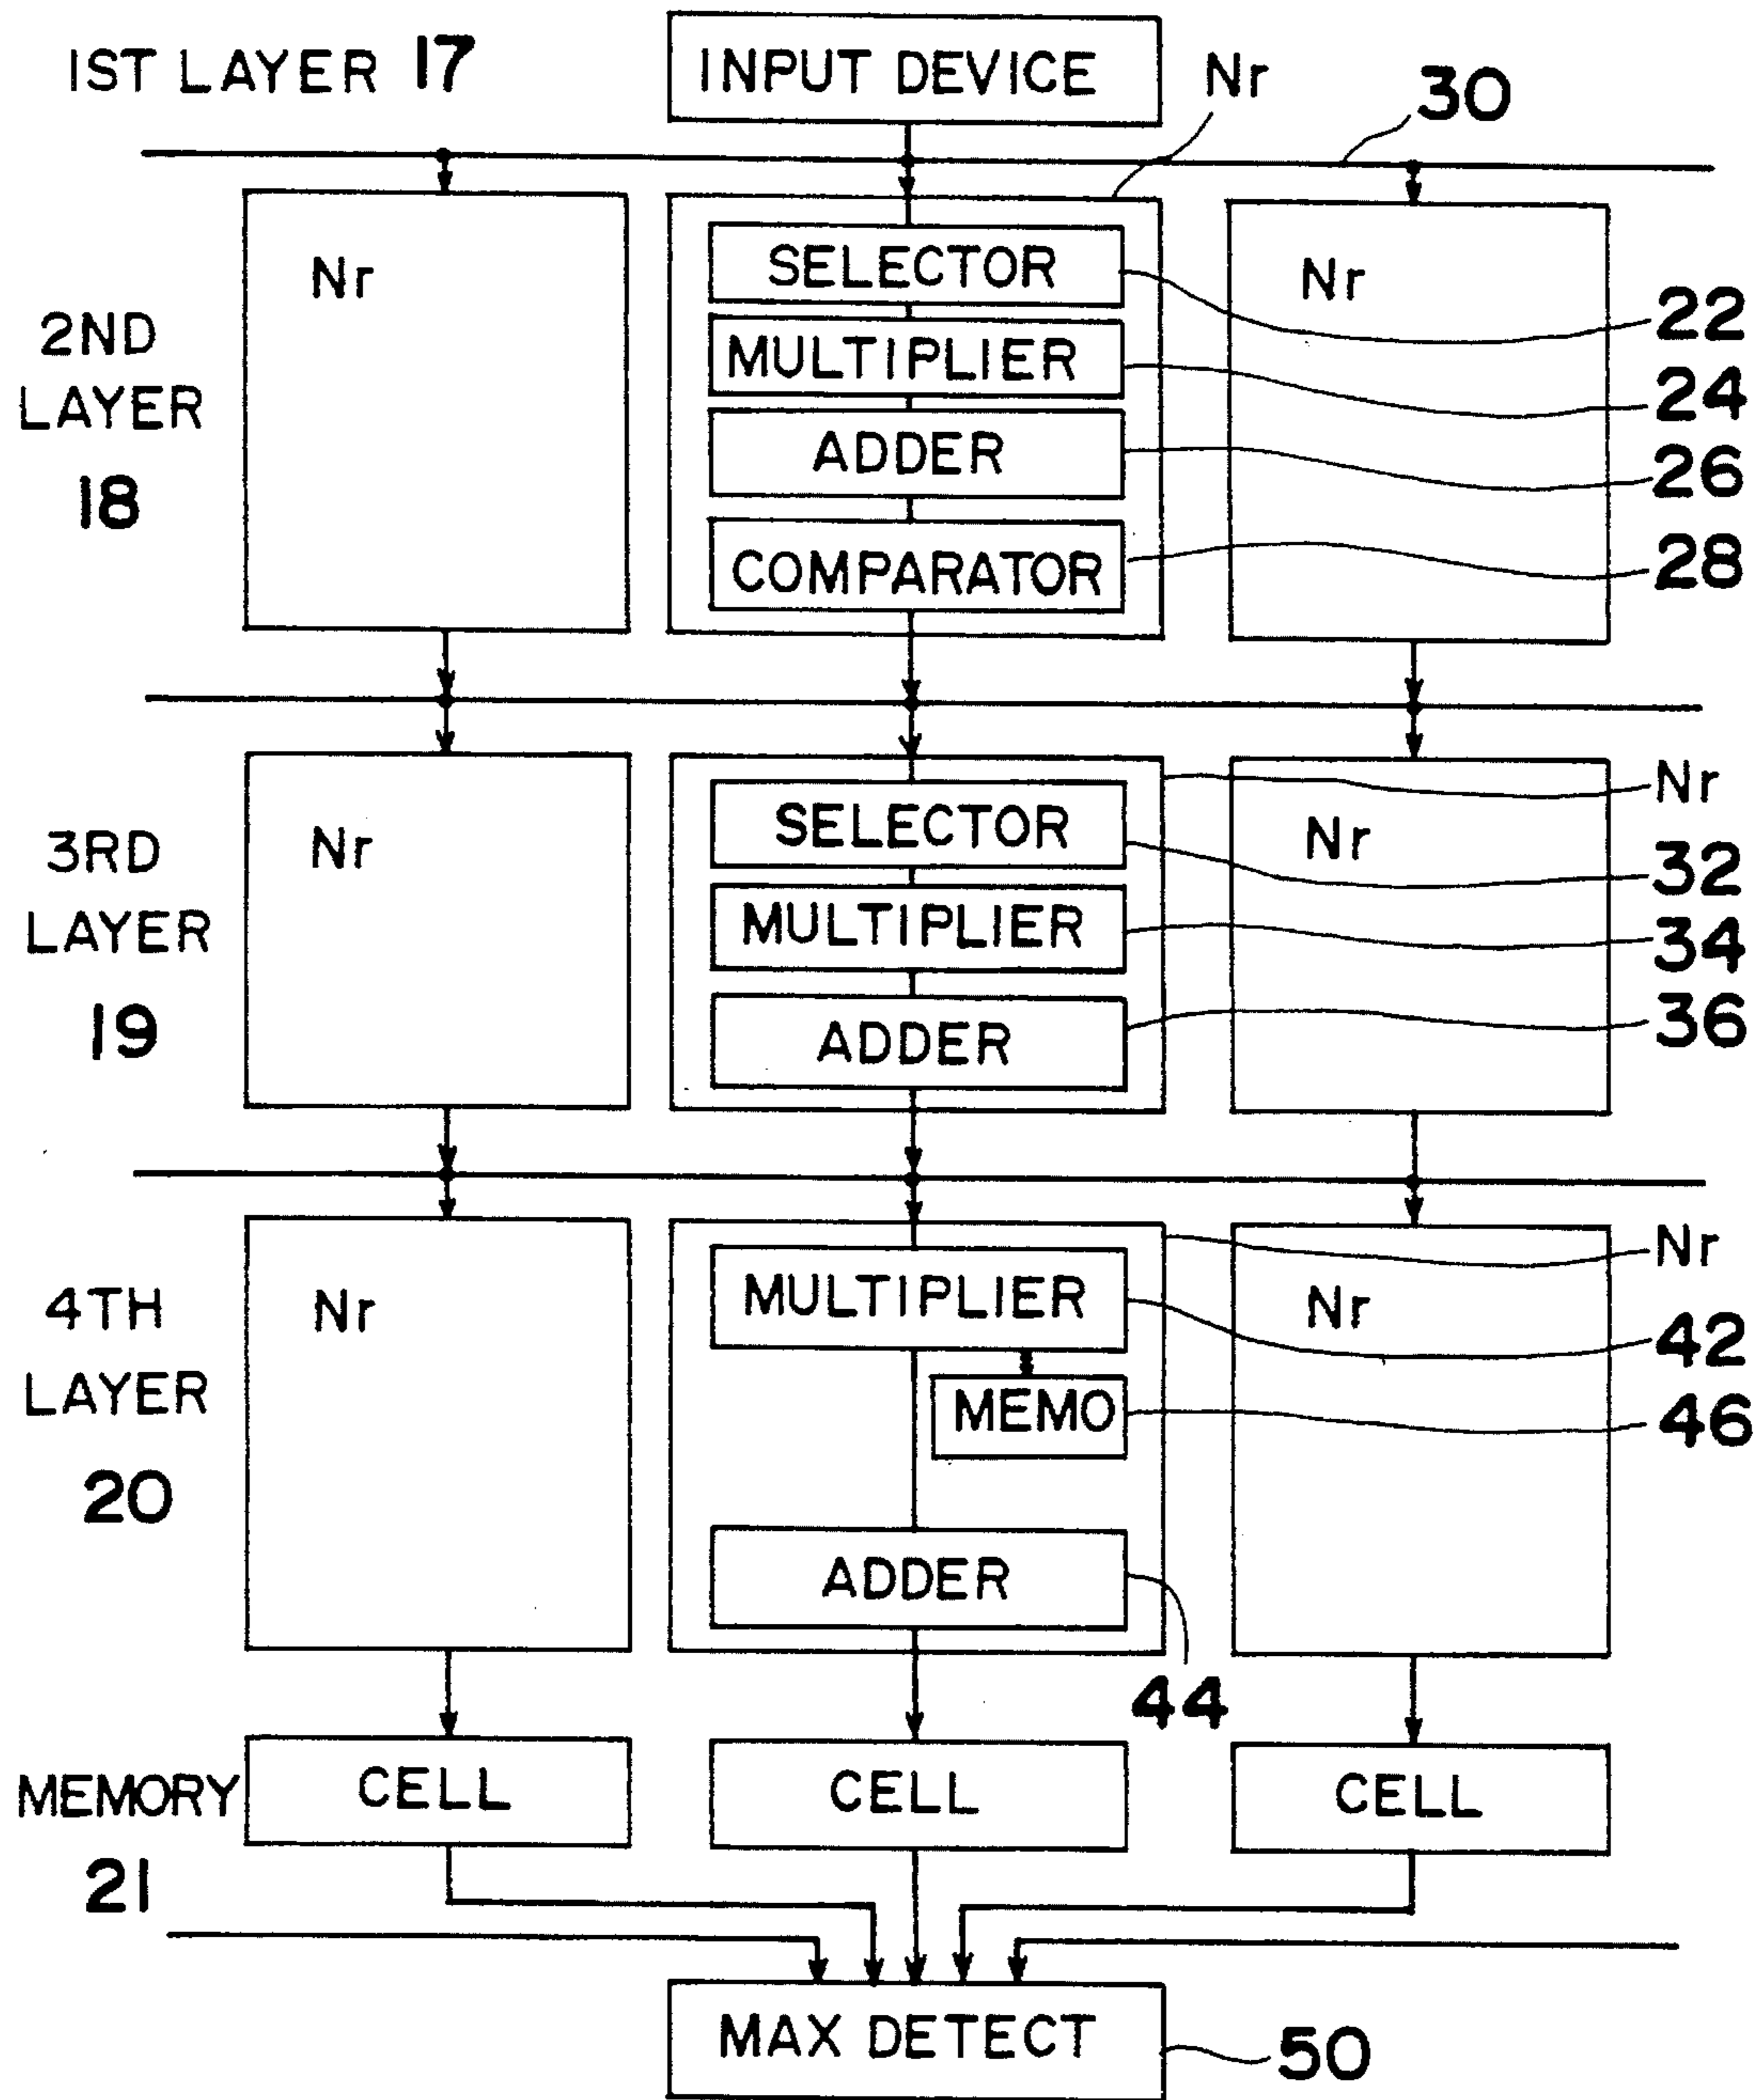 1ST LAYER 17
INPUT DEVICE
Nr
30
2ND
LAYER
18
Nr
SELECTOR
MULTIPLIER
ADDER
COMPARATOR
Nr
22
24
26
28
3RD
LAYER
19
Nr
SELECTOR
MULTIPLIER
ADDER
Nr
Nr
32
34
36
4TH
LAYER
20
Nr
MULTIPLIER
MEMO
ADDER
Nr
Nr
42
46
44
MEMORY
21
CELL
CELL
CELL
MAX DETECT
50